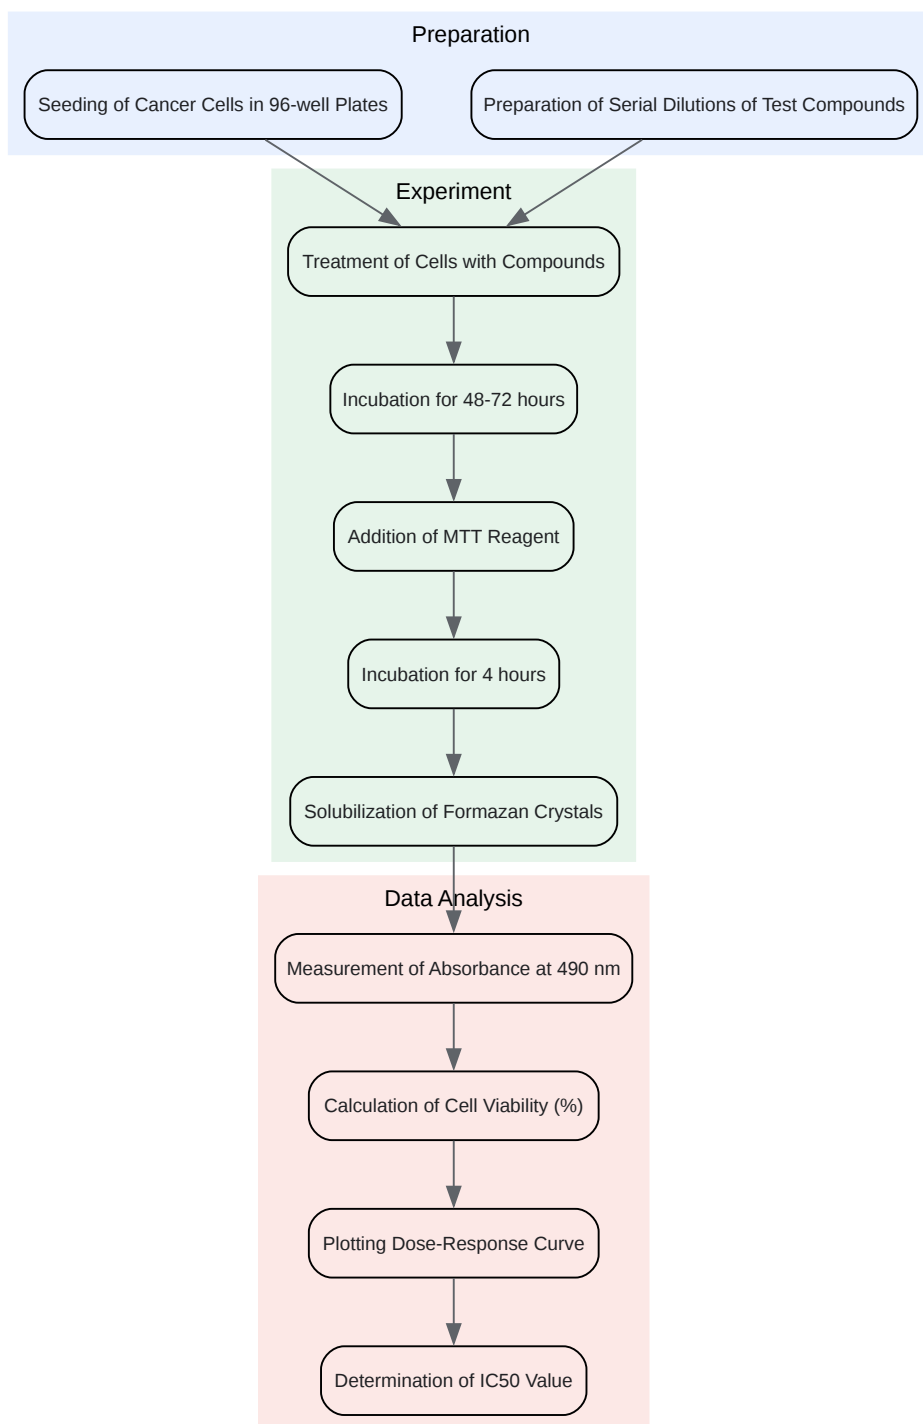 Preparation
Seeding of Cancer Cells in 96-well Plates
Preparation of Serial Dilutions of Test Compounds
Experiment
Treatment of Cells with Compounds
Incubation for 48-72 hours
Addition of MTT Reagent
Incubation for 4 hours
Solubilization of Formazan Crystals
Data Analysis
Measurement of Absorbance at 490 nm
Calculation of Cell Viability (%)
Plotting Dose-Response Curve
Determination of IC50 Value